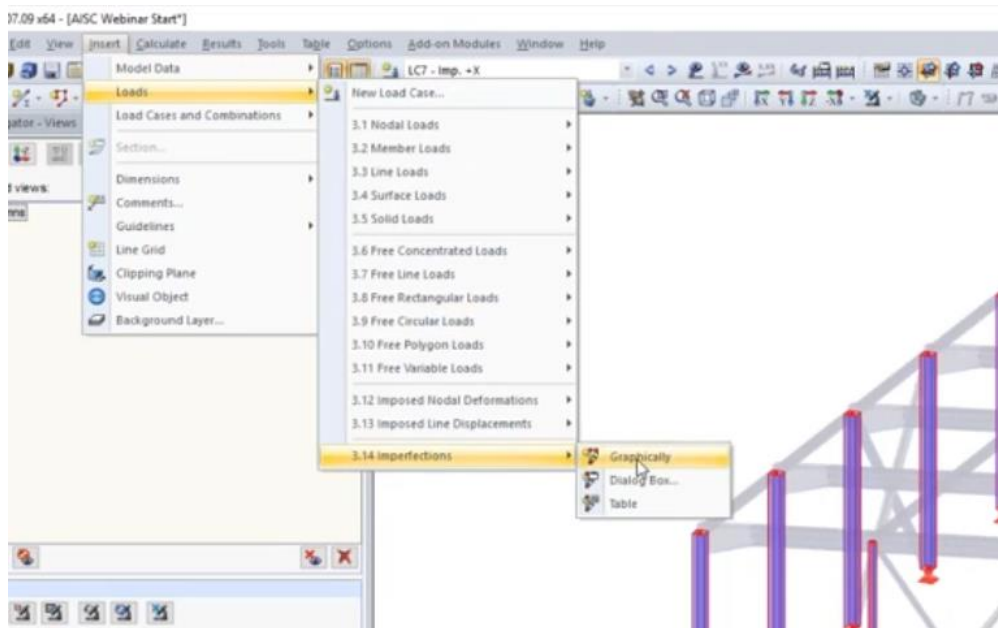 07.09 x64 - [AISC Webinar Start*]
Edit View Insert Calculate Results Tools Table Options Add-on Modules Window Help
LC7 - Imp. +X
Model Data
Loads
Load Cases and Combinations
Section...
Dimensions
Comments...
Guidelines
Line Grid
Clipping Plane
Visual Object
Background Layer...
New Load Case...
3.1 Nodal Loads
3.2 Member Loads
3.3 Line Loads
3.4 Surface Loads
3.5 Solid Loads
3.6 Free Concentrated Loads
3.7 Free Line Loads
3.8 Free Rectangular Loads
3.9 Free Circular Loads
3.10 Free Polygon Loads
3.11 Free Variable Loads
3.12 Imposed Nodal Deformations
3.13 Imposed Line Displacements
3.14 Imperfections
Graphically
Dialog Box...
Table
gator - Views
d views: